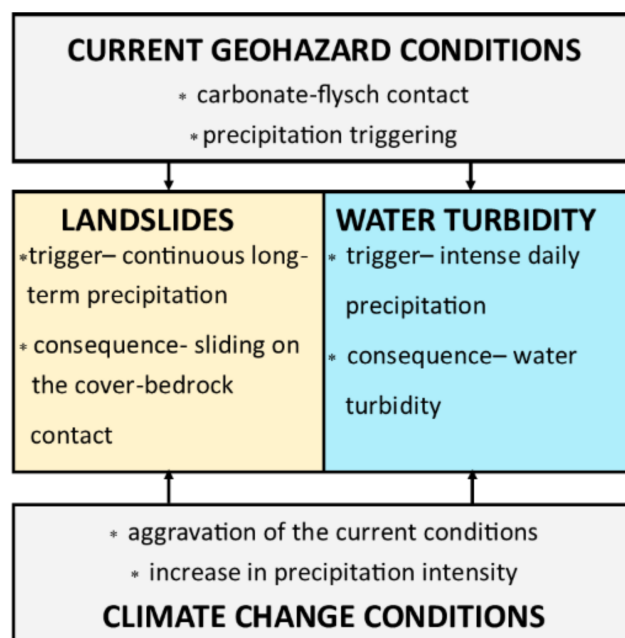 CURRENT GEOHAZARD CONDITIONS
* carbonate-flysch contact
* precipitation triggering
LANDSLIDES
* trigger– continuous long-
term precipitation
* consequence- sliding on
the cover-bedrock
contact
WATER TURBIDITY
* trigger– intense daily
precipitation
* consequence– water
turbidity
* aggravation of the current conditions
* increase in precipitation intensity
CLIMATE CHANGE CONDITIONS